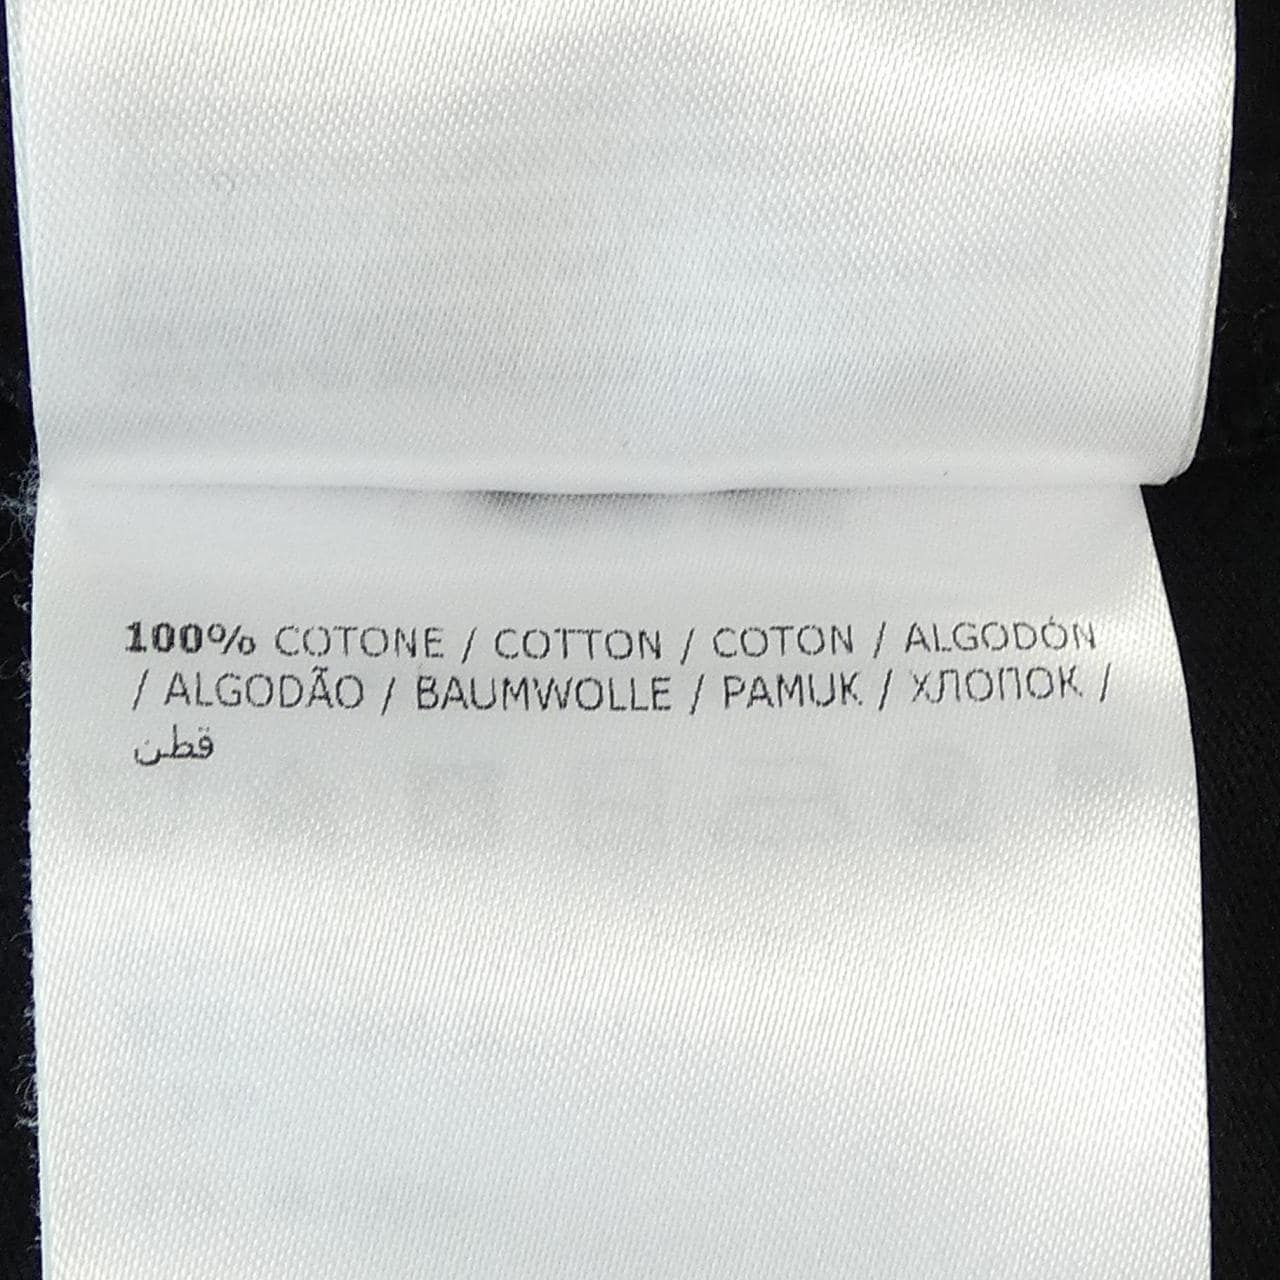 100% COTONE / COTTON / COTON / ALGODÓN
/ ALGODÃO / BAUMWOLLE / PAMUK / ХЛОПОК /
قطن